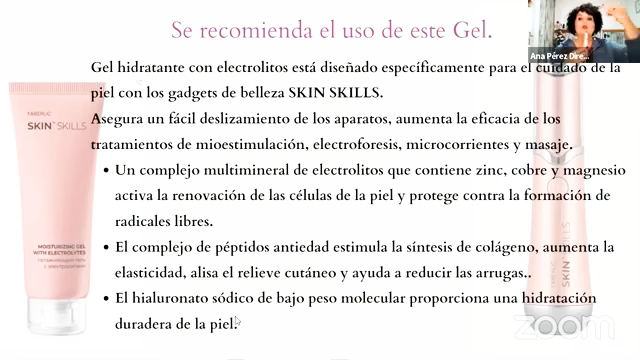 Se recomienda el uso de este Gel.
Ana Pérez Dire...
Gel hidratante con electrolitos está diseñado específicamente para el cuidado de la
piel con los gadgets de belleza SKIN SKILLS.
Asegura un fácil deslizamiento de los aparatos, aumenta la eficacia de los
tratamientos de mioestimulación, electroforesis, microcorrientes y masaje.
• Un complejo multimineral de electrolitos que contiene zinc, cobre y magnesio
activa la renovación de las células de la piel y protege contra la formación de
radicales libres.
• El complejo de péptidos antiedad estimula la síntesis de colágeno, aumenta la
elasticidad, alisa el relieve cutáneo y ayuda a reducir las arrugas..
• El hialuronato sódico de bajo peso molecular proporciona una hidratación
duradera de la piel.
FABERLIC
SKIN SKILLS
MOISTURIZING GEL
WITH ELECTROLYTES
SKIN SKILLS
zoom